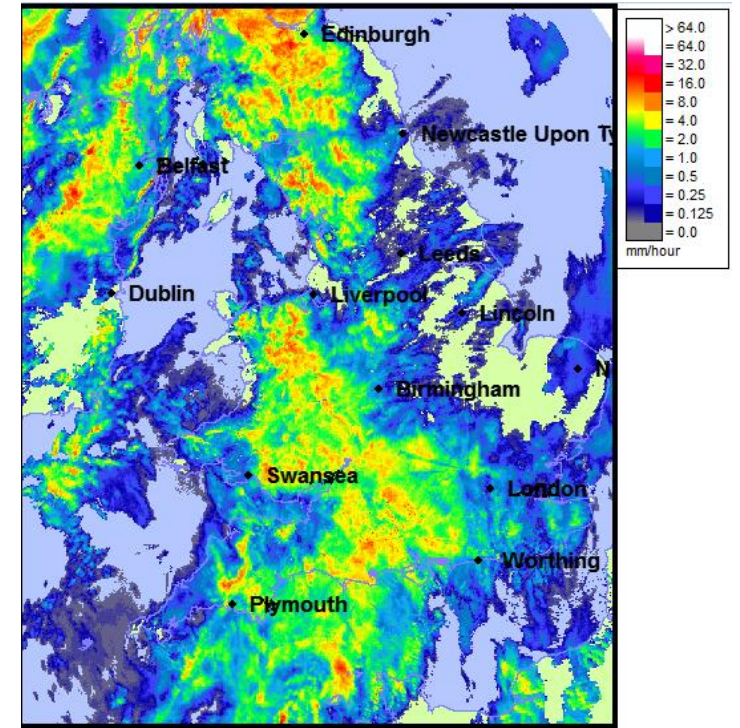 Edinburgh
Newcastle Upon Ty
Belfast
Leeds
Dublin
Liverpool
Lincoln
N
Birmingham
Swansea
London
Worthing
Plymouth
> 64.0
= 64.0
= 32.0
= 16.0
= 8.0
= 4.0
= 2.0
= 1.0
= 0.5
= 0.25
= 0.125
= 0.0
mm/hour